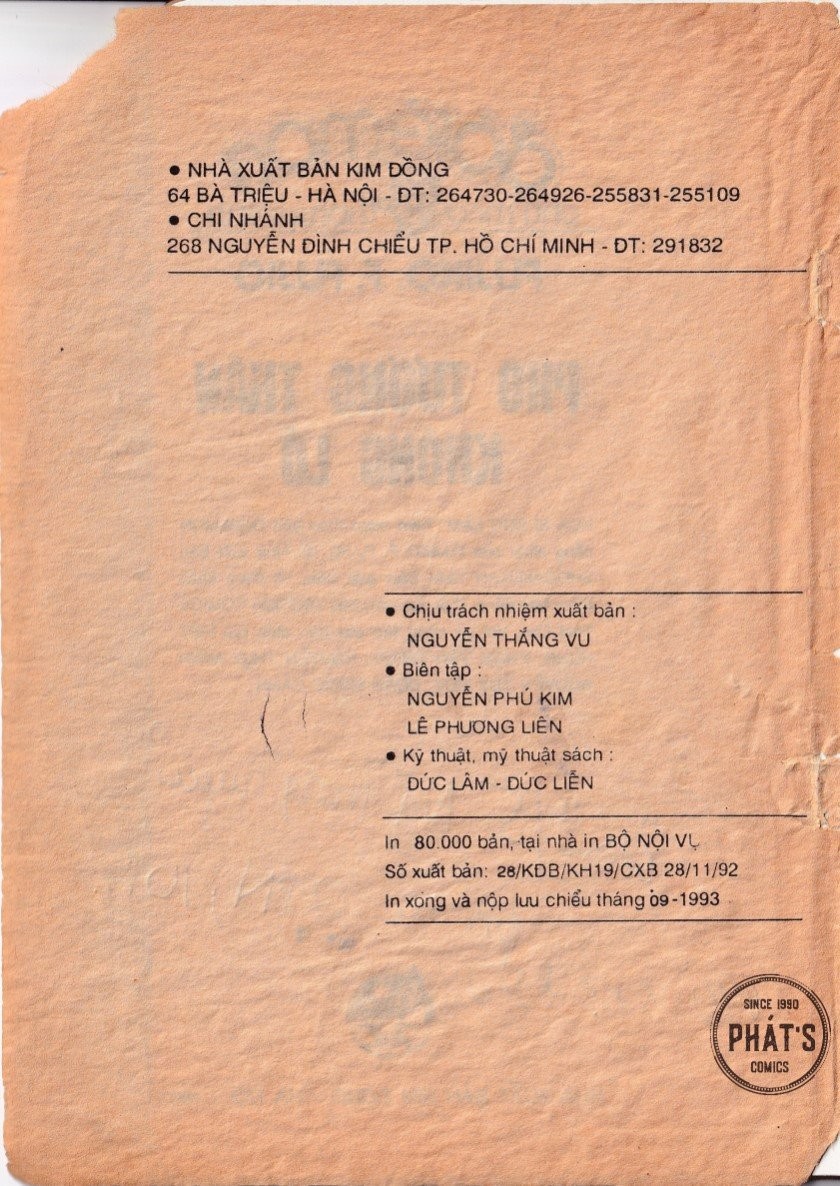 ● NHÀ XUẤT BẢN KIM ĐỒNG
64 BÀ TRIỆU - HÀ NỘI - ĐT: 264730-264926-255831-255109
● CHI NHÁNH
268 NGUYỄN ĐÌNH CHIỂU TP. HỒ CHÍ MINH - ĐT: 291832
● Chịu trách nhiệm xuất bản :
NGUYỄN THẮNG VU
● Biên tập :
NGUYỄN PHÚ KIM
LÊ PHƯƠNG LIÊN
● Kỹ thuật, mỹ thuật sách :
ĐỨC LÂM - ĐỨC LIỄN
In 80.000 bản, tại nhà in BỘ NỘI VỤ
Số xuất bản: 28/KDB/KH19/CXB 28/11/92
In xong và nộp lưu chiểu tháng 09-1993
SINCE 1990
PHÁT'S
COMICS